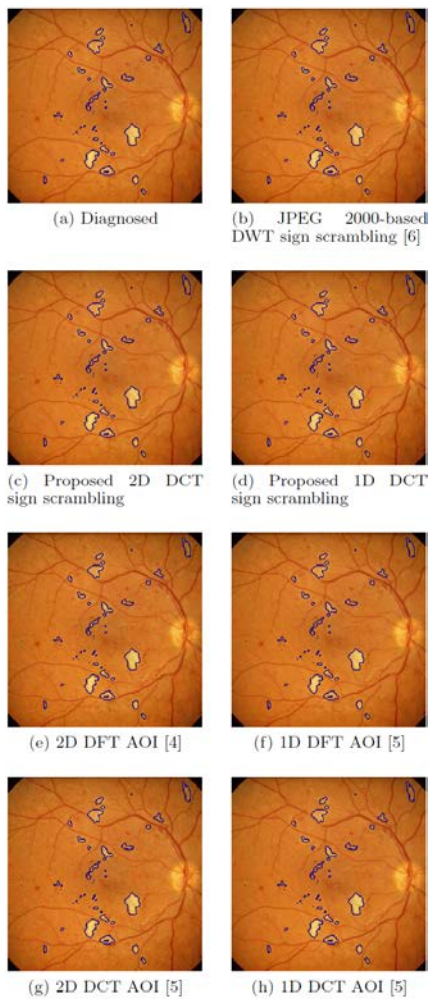 (a) Diagnosed
(b) JPEG 2000-based
DWT sign scrambling [6]
(c) Proposed 2D DCT
sign scrambling
(d) Proposed 1D DCT
sign scrambling
(e) 2D DFT AOI [4]
(f) 1D DFT AOI [5]
(g) 2D DCT AOI [5]
(h) 1D DCT AOI [5]